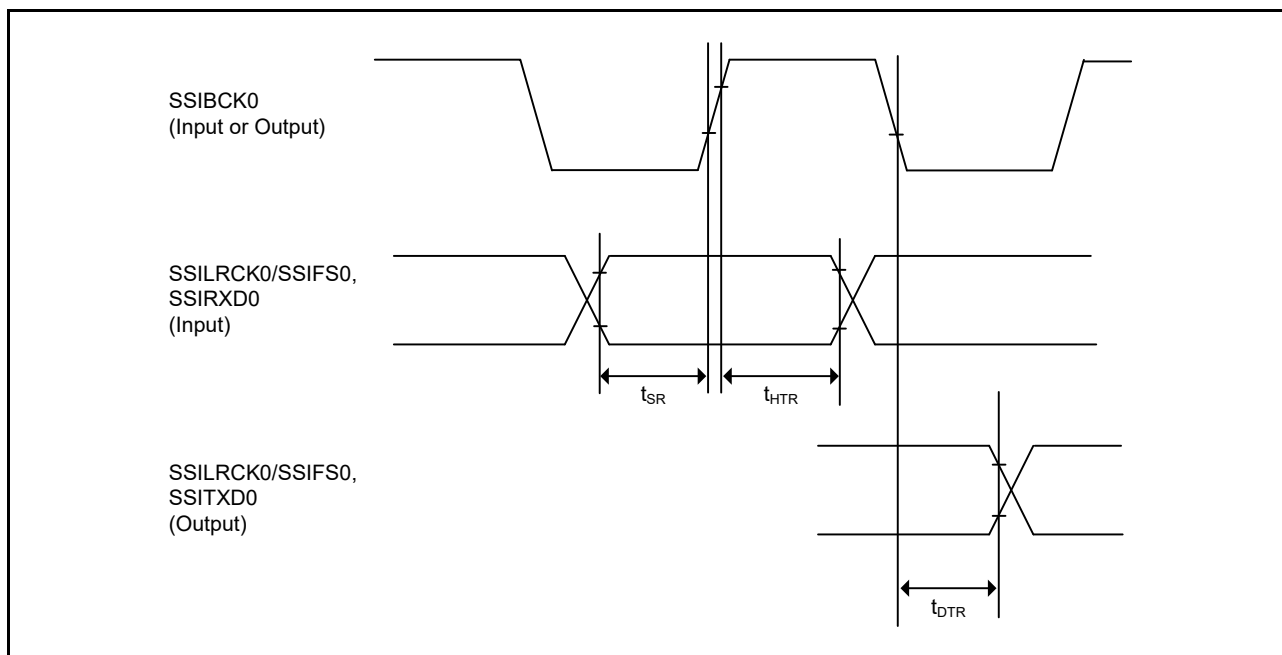 SSIBCK0
(Input or Output)
SSILRCK0/SSIFS0,
SSIRXD0
(Input)
tSR
tHTR
SSILRCK0/SSIFS0,
SSITXD0
(Output)
tDTR